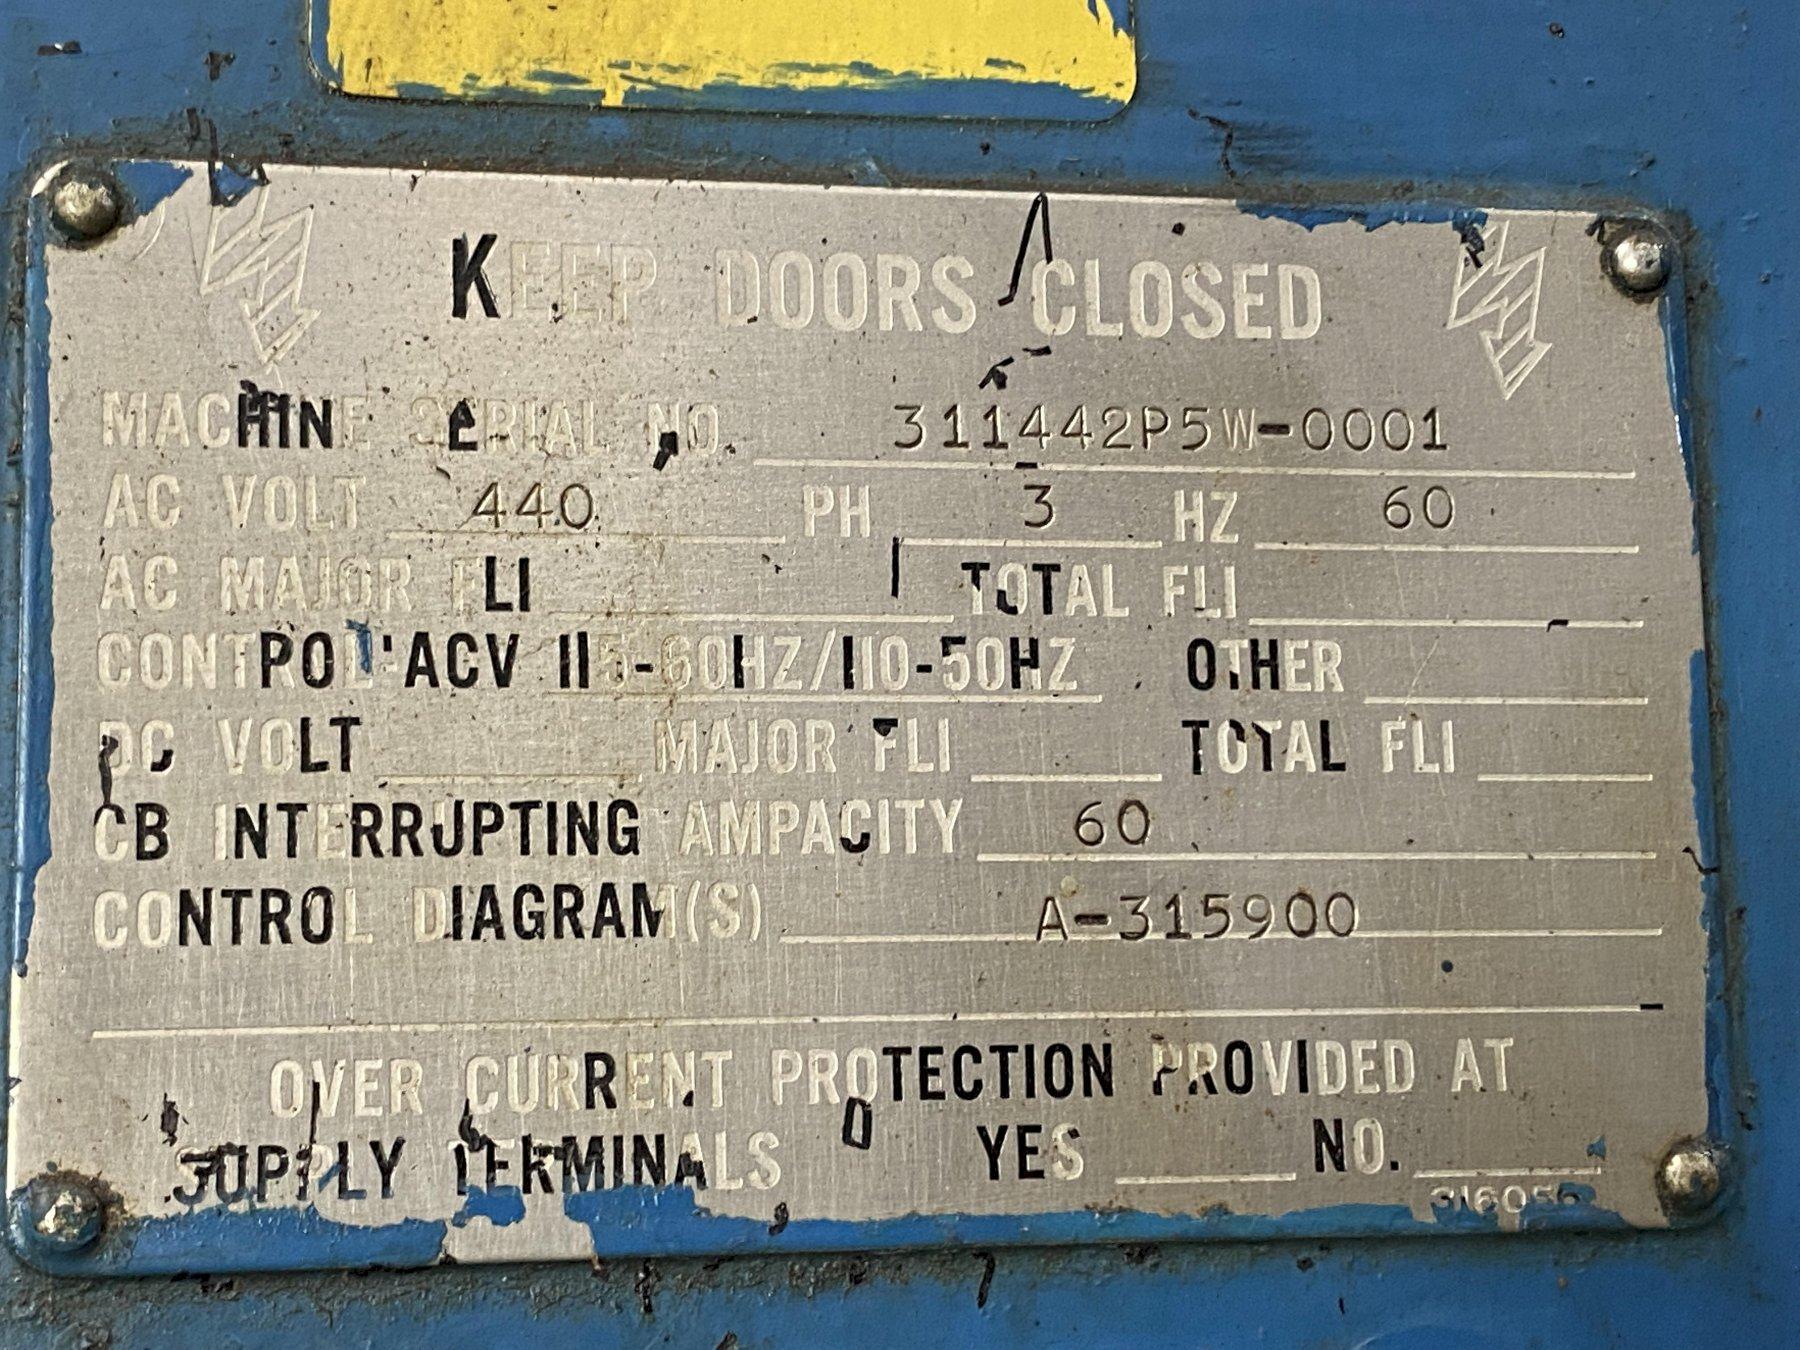 KEEP DOORS CLOSED
MACHINE SERIAL NO. 311442P5W-0001
AC VOLT 440 PH 3 HZ 60
AC MAJOR FLI TOTAL FLI
CONTROL-ACV 115-60HZ/110-50HZ OTHER
DC VOLT MAJOR FLI TOTAL FLI
CB INTERRUPTING AMPACITY 60
CONTROL DIAGRAM(S) A-315900
OVER CURRENT PROTECTION PROVIDED AT
SUPPLY TERMINALS YES NO.
316056